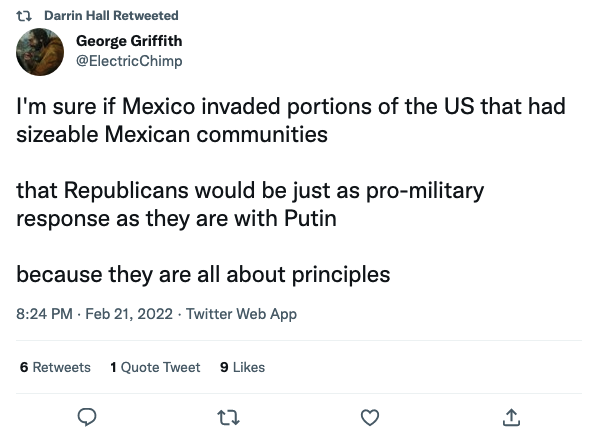 Darrin Hall Retweeted
George Griffith
@ElectricChimp
I'm sure if Mexico invaded portions of the US that had
sizeable Mexican communities
that Republicans would be just as pro-military
response as they are with Putin
because they are all about principles
8:24 PM · Feb 21, 2022 · Twitter Web App
6 Retweets 1 Quote Tweet 9 Likes